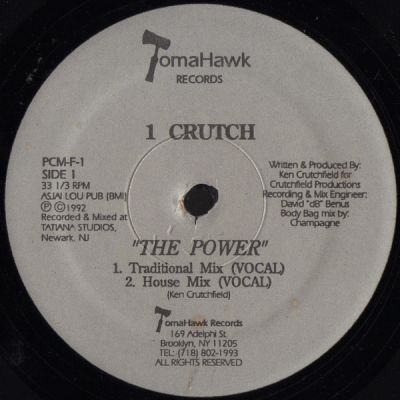 TomaHawk
RECORDS
1 CRUTCH
PCM-F-1
SIDE 1
33 1/3 RPM
ASJAI LOU PUB (BMI)
Ⓟ ©1992
Recorded & Mixed at
TATIANA STUDIOS,
Newark, NJ
Written & Produced By:
Ken Crutchfield for
Crutchfield Productions
Recording & Mix Engineer:
David "dB" Benus
Body Bag mix by:
Champagne
"THE POWER"
1. Traditional Mix (VOCAL)
2. House Mix (VOCAL)
(Ken Crutchfield)
TomaHawk Records
169 Adelphi St.
Brooklyn, NY 11205
TEL: (718) 802-1993
ALL RIGHTS RESERVED